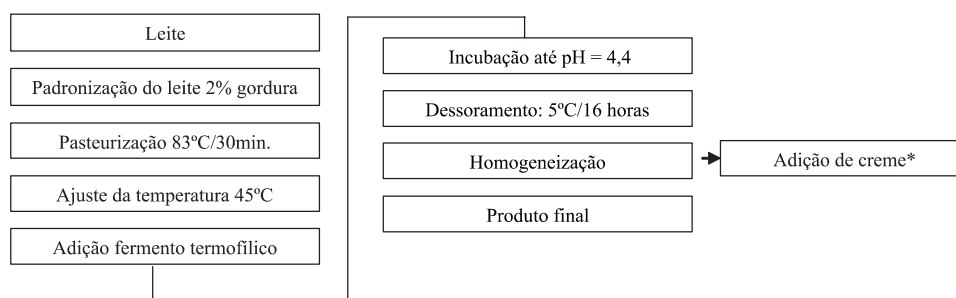 Leite
Padronização do leite 2% gordura
Pasteurização 83ºC/30min.
Ajuste da temperatura 45ºC
Adição fermento termofílico
Incubação até pH = 4,4
Dessoramento: 5ºC/16 horas
Homogeneização
Adição de creme*
Produto final